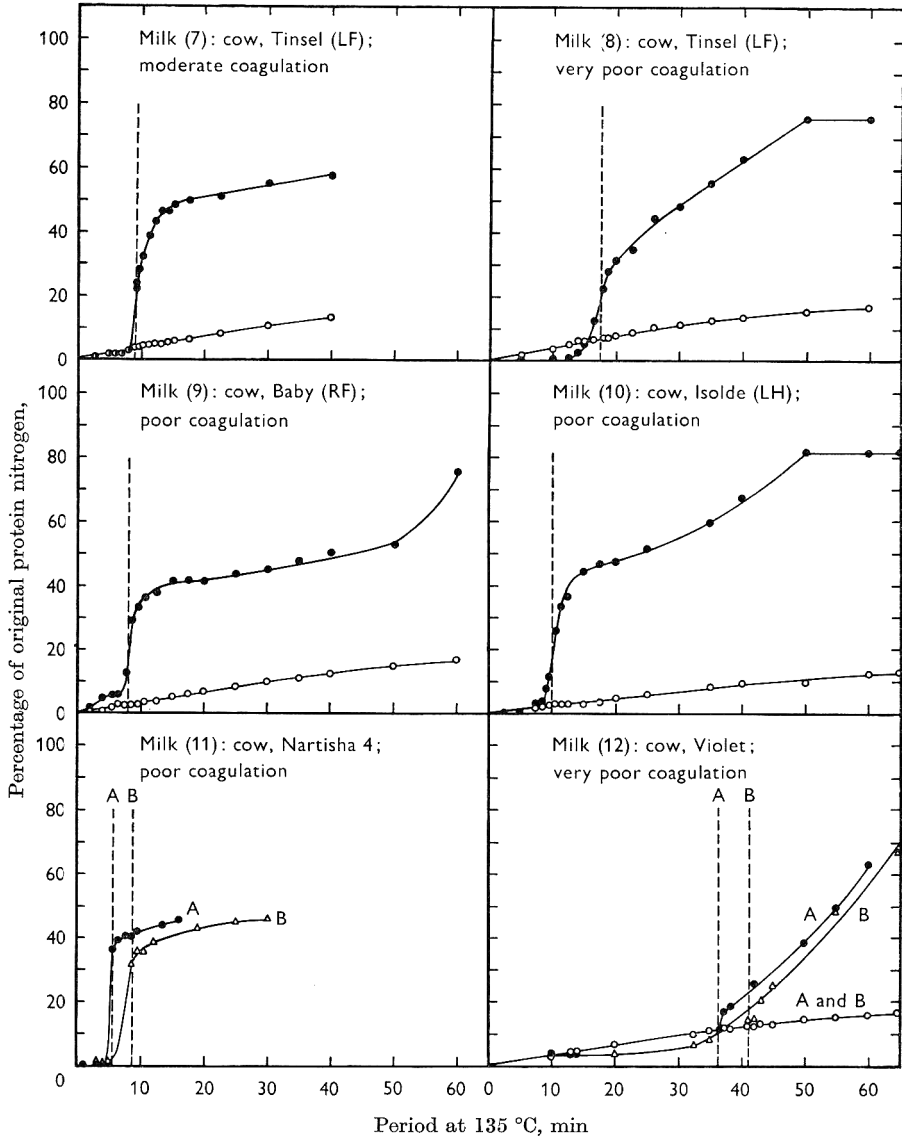 100
80
60
40
20
0
Milk (7): cow, Tinsel (LF);
moderate coagulation
Milk (8): cow, Tinsel (LF);
very poor coagulation
80
60
40
20
0
Milk (9): cow, Baby (RF);
poor coagulation
Milk (10): cow, Isolde (LH);
poor coagulation
80
60
40
20
0
Milk (11): cow, Nartisha 4;
poor coagulation
A B
A
B
Milk (12): cow, Violet;
very poor coagulation
A B
A
B
A and B
10 20 30 40 50 60
0 10 20 30 40 50 60
Percentage of original protein nitrogen,
Period at 135 °C, min